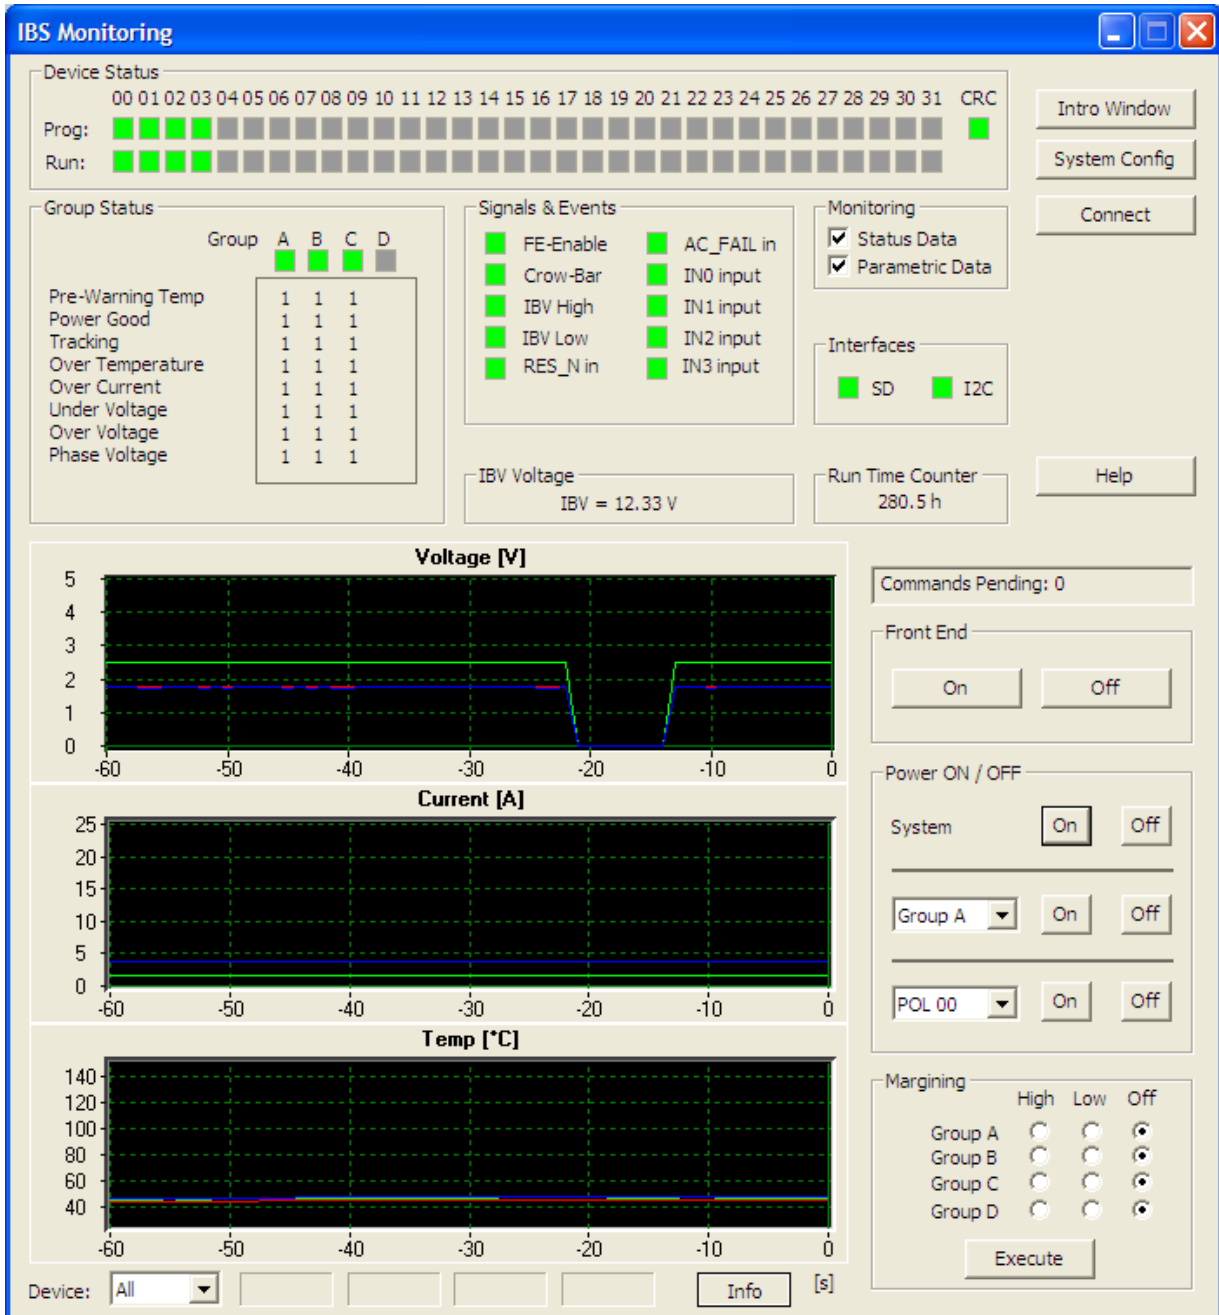 IBS Monitoring
Device Status
00 01 02 03 04 05 06 07 08 09 10 11 12 13 14 15 16 17 18 19 20 21 22 23 24 25 26 27 28 29 30 31 CRC
Prog:
Run:
Intro Window
System Config
Connect
Group Status
Group A B C D
Pre-Warning Temp 1 1 1
Power Good 1 1 1
Tracking 1 1 1
Over Temperature 1 1 1
Over Current 1 1 1
Under Voltage 1 1 1
Over Voltage 1 1 1
Phase Voltage 1 1 1
Signals & Events
FE-Enable AC_FAIL in
Crow-Bar IN0 input
IBV High IN1 input
IBV Low IN2 input
RES_N in IN3 input
Monitoring
Status Data
Parametric Data
Interfaces
SD I2C
IBV Voltage
IBV = 12.33 V
Run Time Counter
280.5 h
Help
Voltage [V]
5
4
3
2
1
0
-60 -50 -40 -30 -20 -10 0
Current [A]
25
20
15
10
5
0
-60 -50 -40 -30 -20 -10 0
Temp [°C]
140
120
100
80
60
40
-60 -50 -40 -30 -20 -10 0
Device: All Info [s]
Commands Pending: 0
Front End
On Off
Power ON / OFF
System On Off
Group A On Off
POL 00 On Off
Margining
High Low Off
Group A
Group B
Group C
Group D
Execute